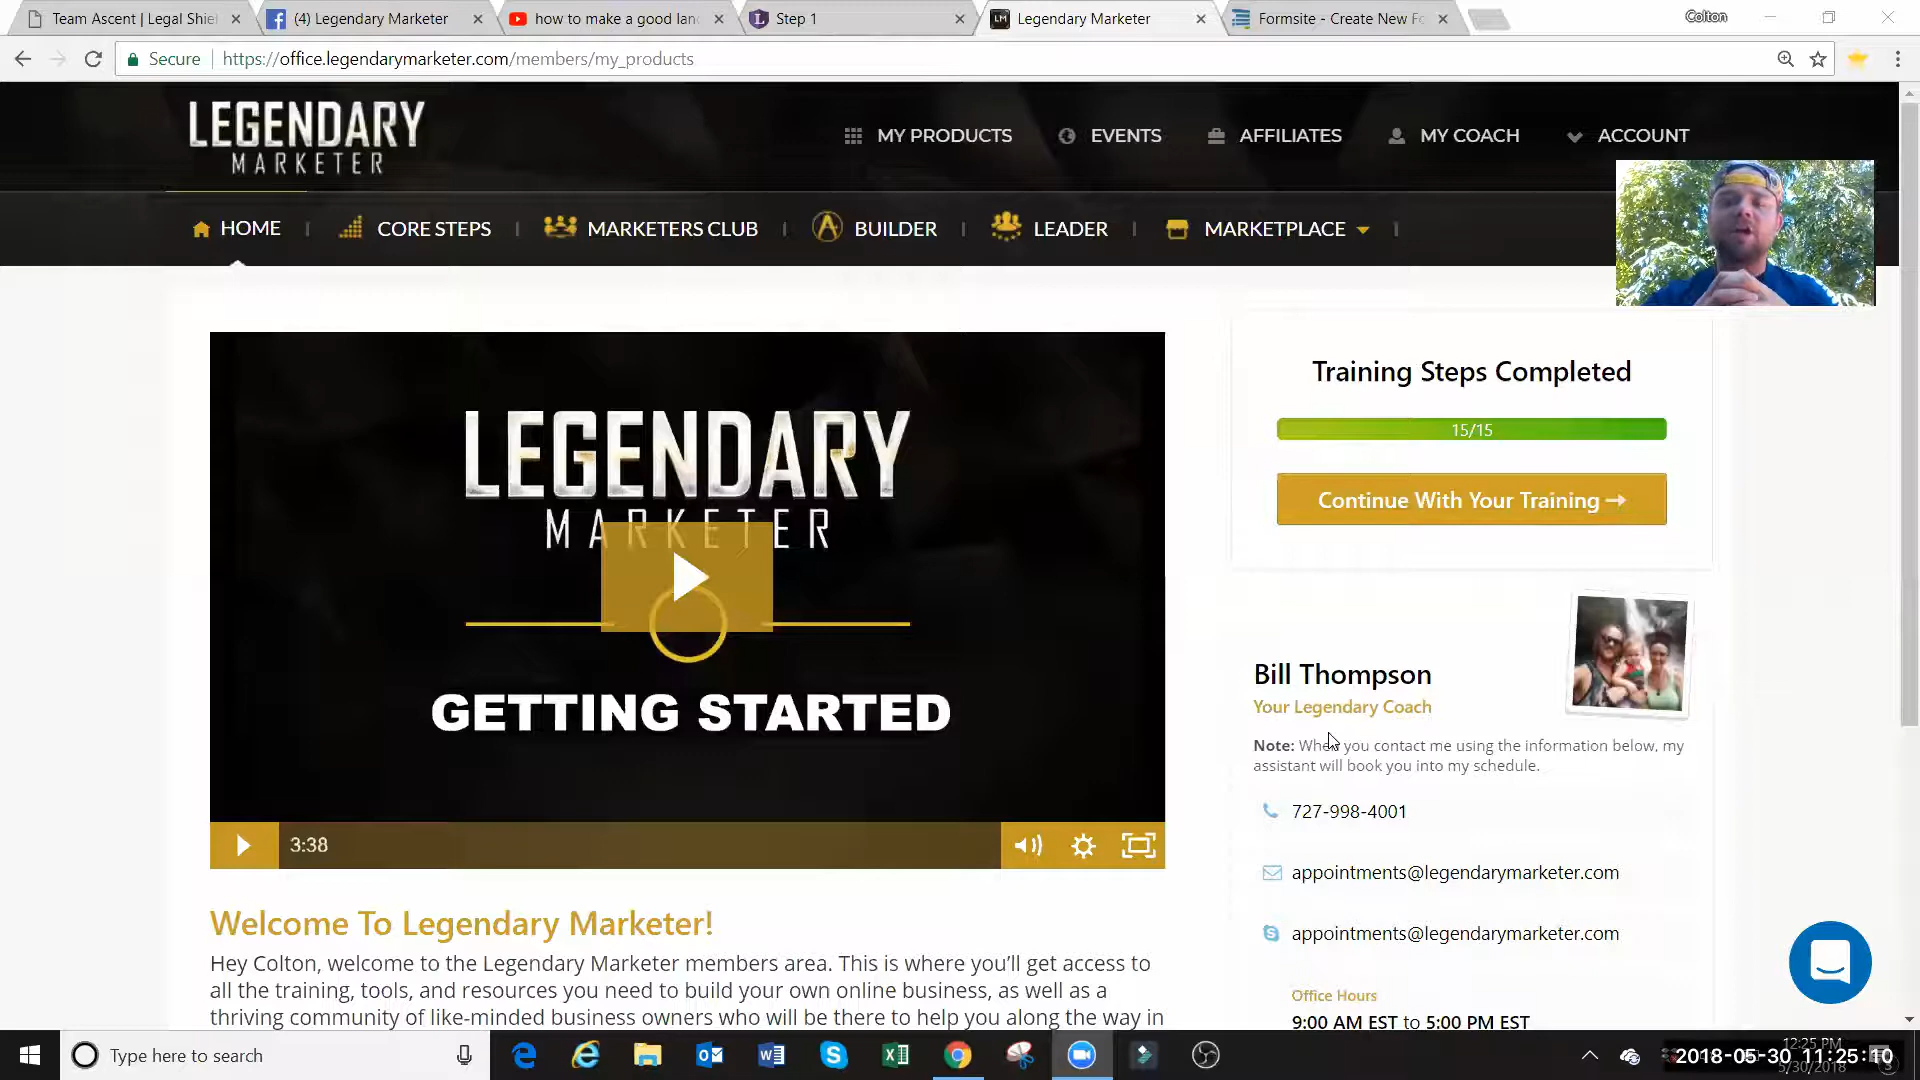 Team Ascent | Legal Shiel
(4) Legendary Marketer
how to make a good lan
Step 1
Legendary Marketer
Formsite - Create New Fo
Colton
Secure
https://office.legendarymarketer.com/members/my_products
LEGENDARY
MARKETER
MY PRODUCTS
EVENTS
AFFILIATES
MY COACH
ACCOUNT
HOME
CORE STEPS
MARKETERS CLUB
BUILDER
LEADER
MARKETPLACE
LEGENDARY
MARKETER
GETTING STARTED
3:38
Training Steps Completed
15/15
Continue With Your Training →
Bill Thompson
Your Legendary Coach
Note: When you contact me using the information below, my
assistant will book you into my schedule.
727-998-4001
appointments@legendarymarketer.com
appointments@legendarymarketer.com
Office Hours
9:00 AM EST to 5:00 PM EST
Welcome To Legendary Marketer!
Hey Colton, welcome to the Legendary Marketer members area. This is where you'll get access to
all the training, tools, and resources you need to build your own online business, as well as a
thriving community of like-minded business owners who will be there to help you along the way in
Type here to search
12:25 PM
2018-05-30 11:25:10
5/30/2018